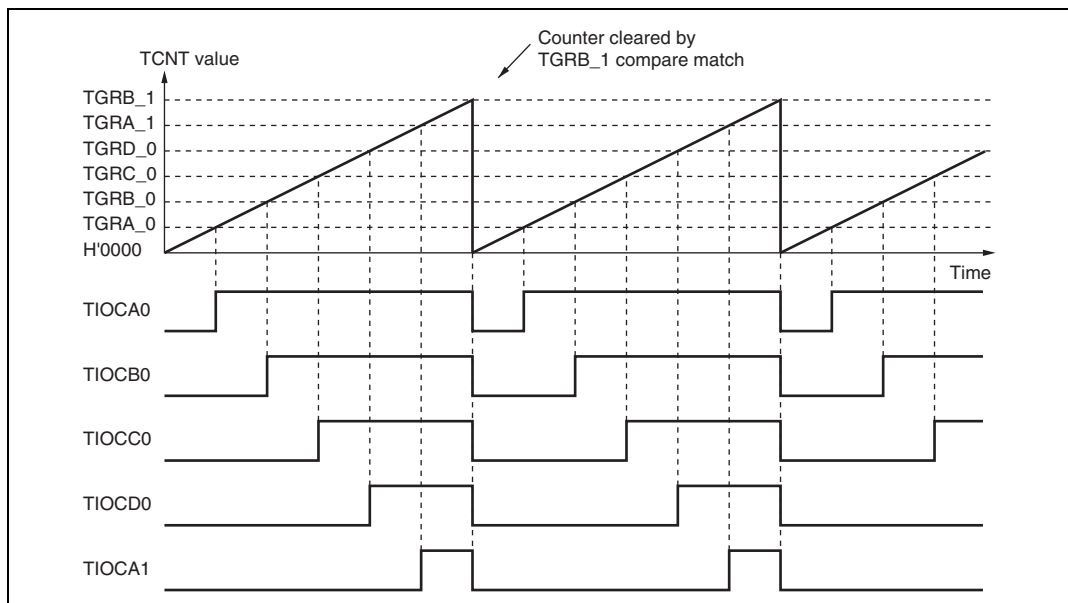 Counter cleared by
TGRB_1 compare match
TCNT value
TGRB_1
TGRA_1
TGRD_0
TGRC_0
TGRB_0
TGRA_0
H'0000
Time
TIOCA0
TIOCB0
TIOCC0
TIOCD0
TIOCA1